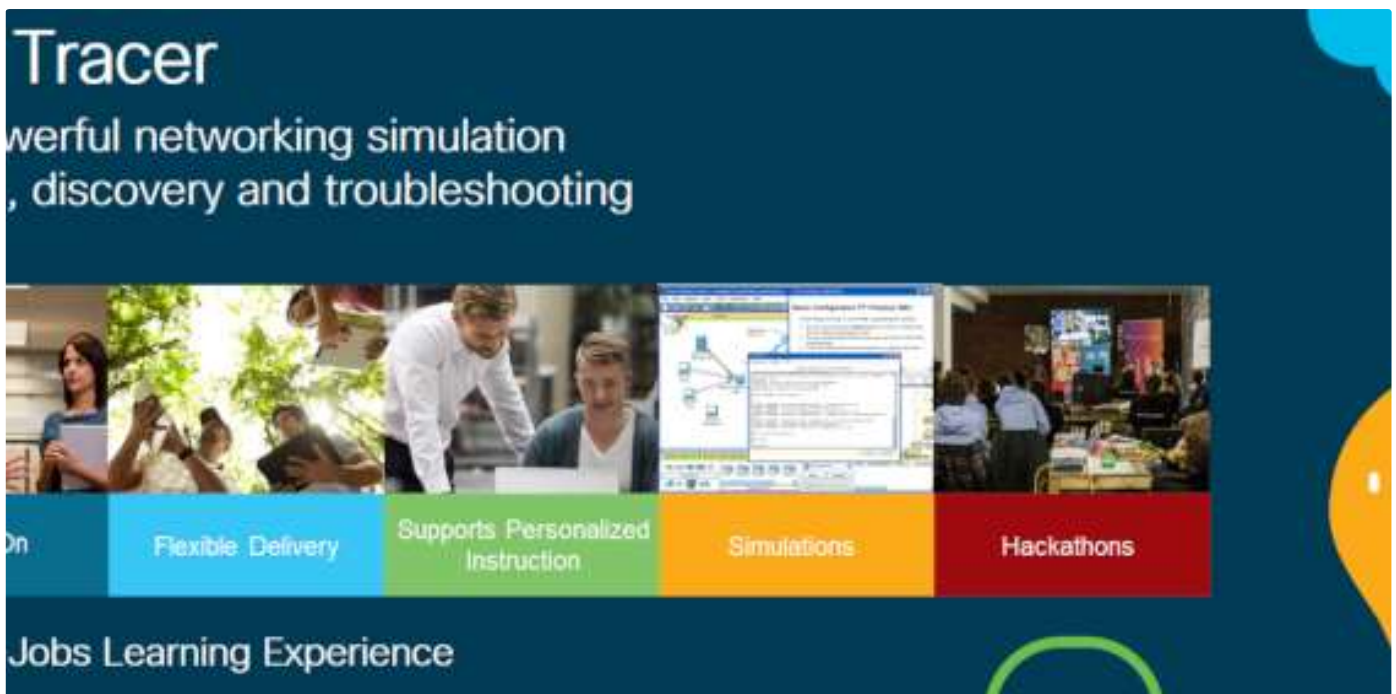 Tracer
werful networking simulation
, discovery and troubleshooting
On
Flexible Delivery
Supports Personalized
Instruction
Simulations
Hackathons
Jobs Learning Experience